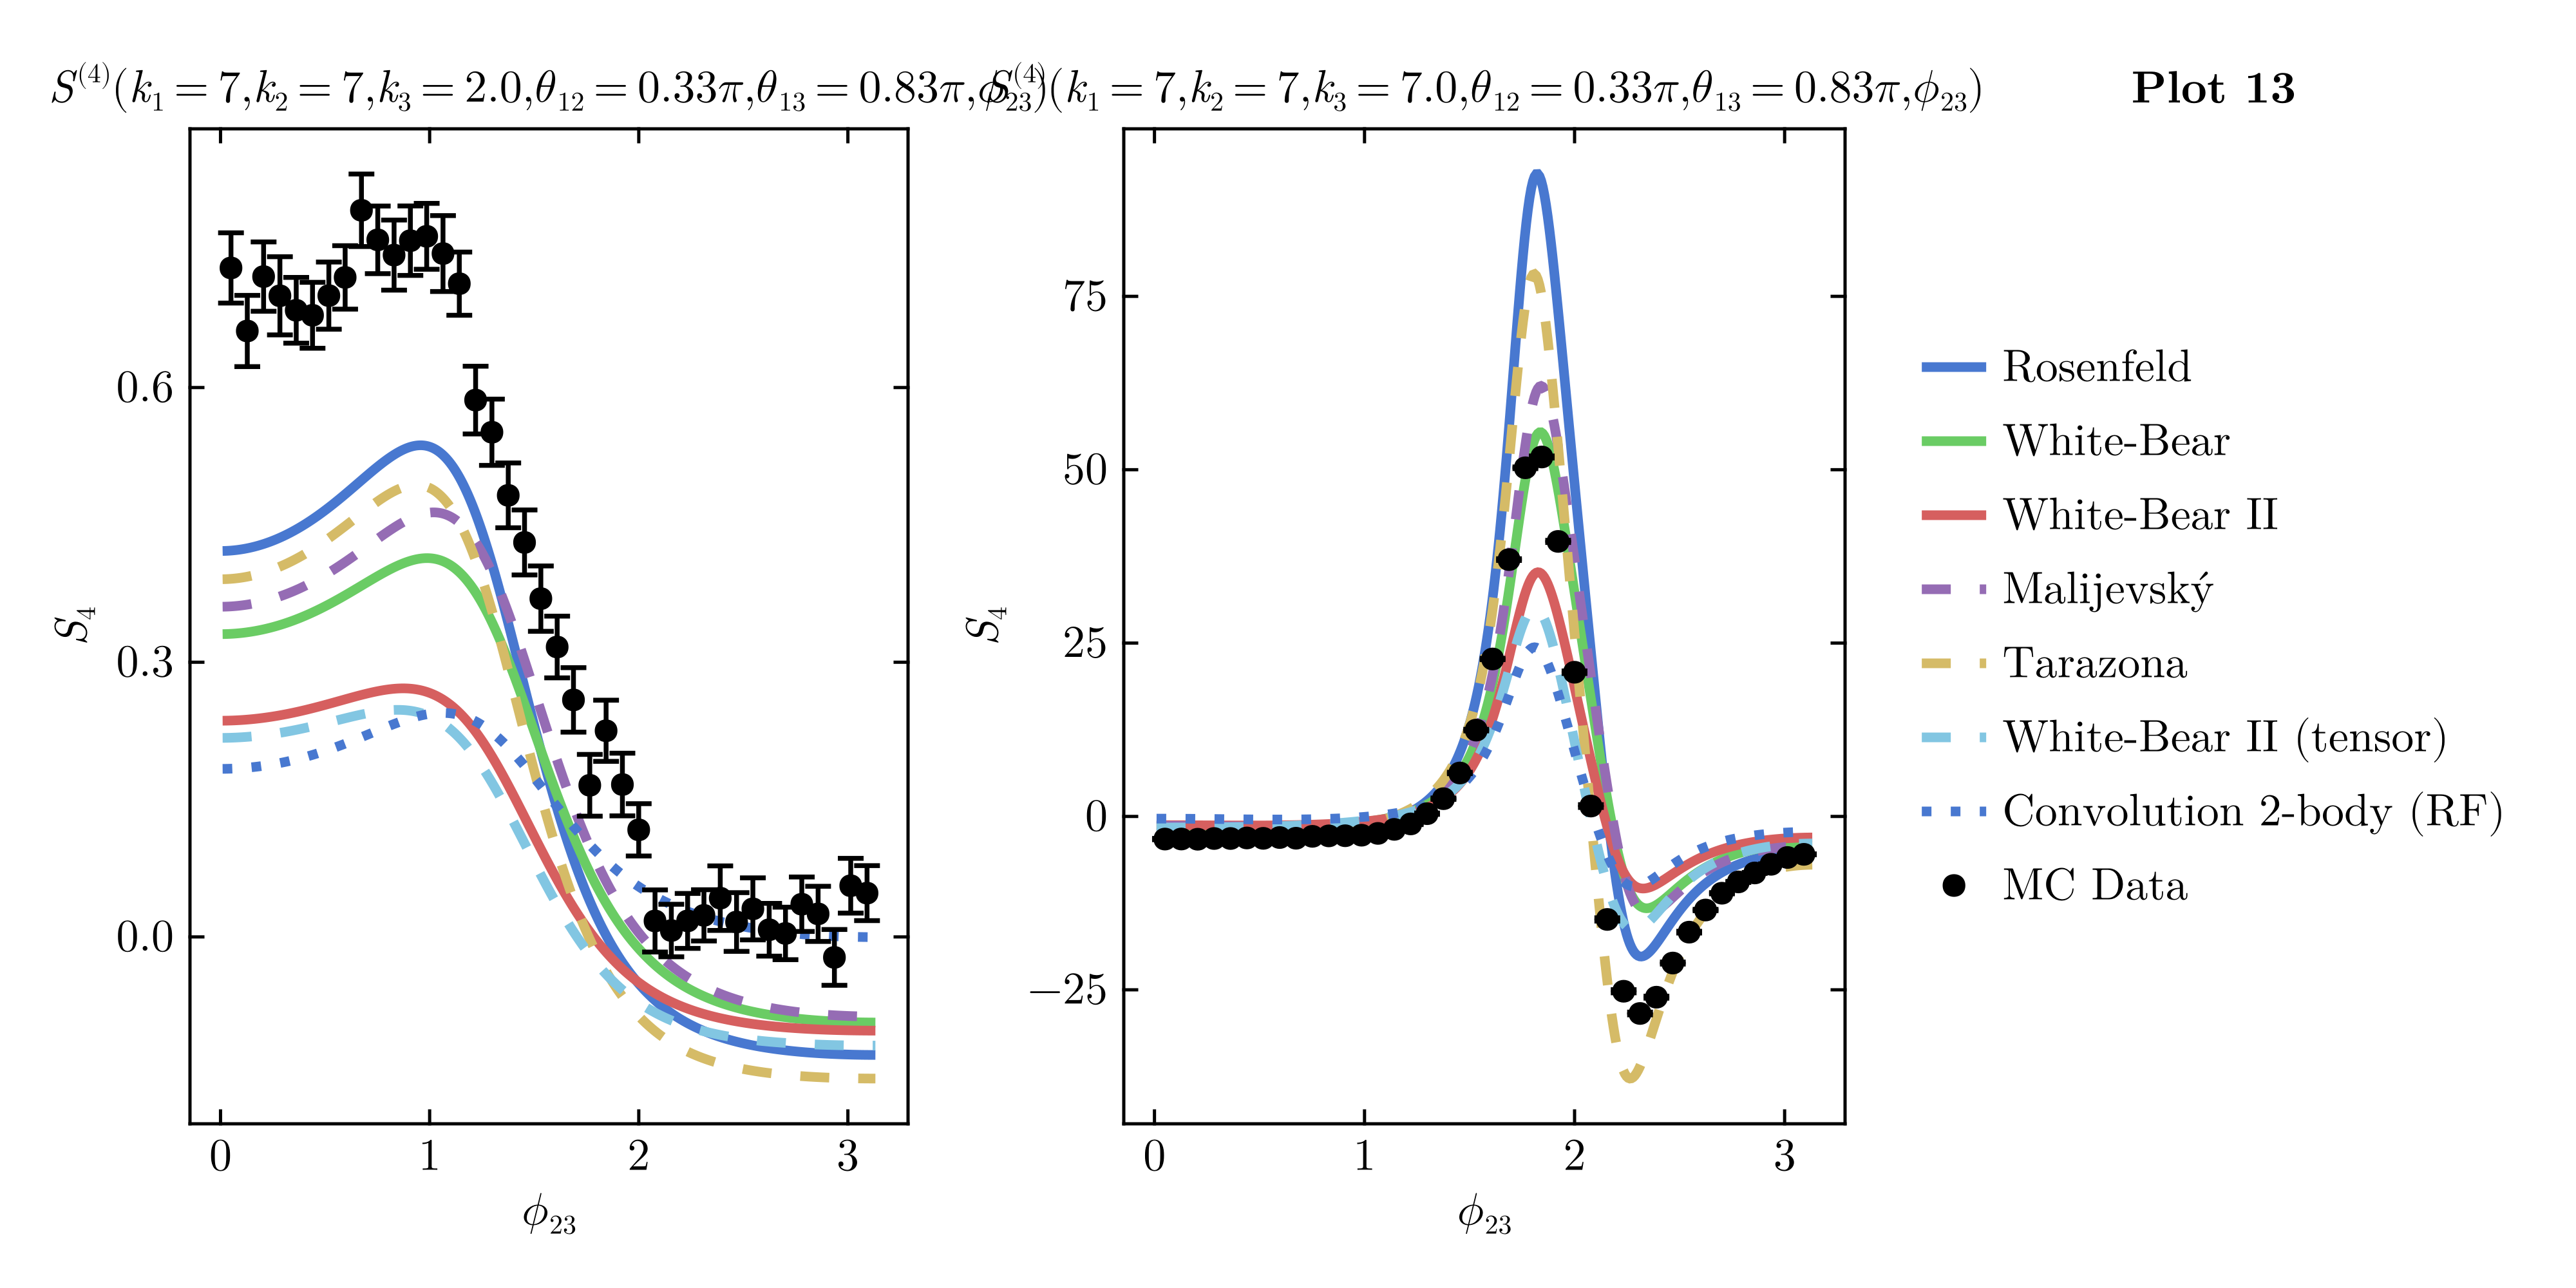 S^{(4)}(k_1 = 7, k_2 = 7, k_3 = 2.0, θ_{12} = 0.33π, θ_{13} = 0.83π, ϕ_{23})
S^{(4)}(k_1 = 7, k_2 = 7, k_3 = 7.0, θ_{12} = 0.33π, θ_{13} = 0.83π, ϕ_{23})
Plot 13
S_4
0.6
0.3
0.0
0 1 2 3
ϕ_{23}
S_4
75
50
25
0
−25
0 1 2 3
ϕ_{23}
Rosenfeld
White-Bear
White-Bear II
Malijevský
Tarazona
White-Bear II (tensor)
Convolution 2-body (RF)
MC Data